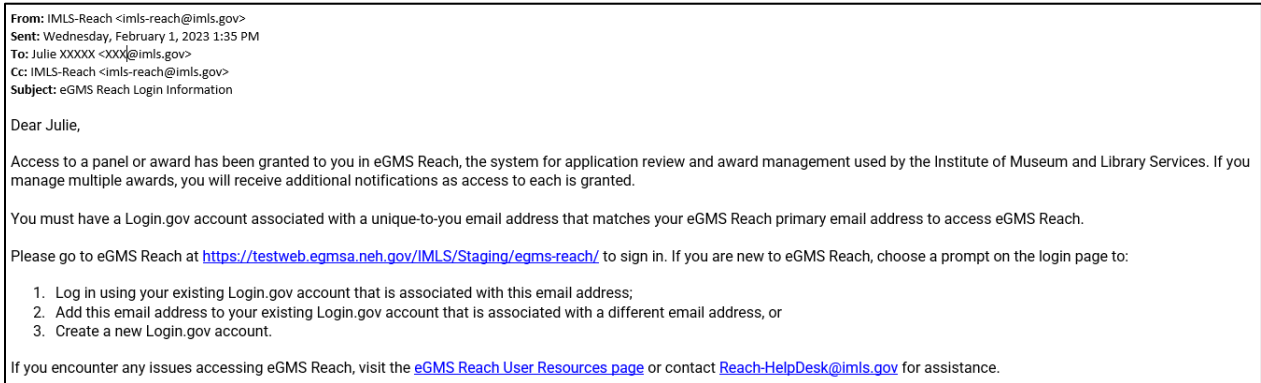 From: IMLS-Reach <imls-reach@imls.gov>
Sent: Wednesday, February 1, 2023 1:35 PM
To: Julie XXXXX <XXX@imls.gov>
Cc: IMLS-Reach <imls-reach@imls.gov>
Subject: eGMS Reach Login Information
Dear Julie,
Access to a panel or award has been granted to you in eGMS Reach, the system for application review and award management used by the Institute of Museum and Library Services. If you
manage multiple awards, you will receive additional notifications as access to each is granted.
You must have a Login.gov account associated with a unique-to-you email address that matches your eGMS Reach primary email address to access eGMS Reach.
Please go to eGMS Reach at https://testweb.egmsa.neh.gov/IMLS/Staging/egms-reach/ to sign in. If you are new to eGMS Reach, choose a prompt on the login page to:
1. Log in using your existing Login.gov account that is associated with this email address;
2. Add this email address to your existing Login.gov account that is associated with a different email address, or
3. Create a new Login.gov account.
If you encounter any issues accessing eGMS Reach, visit the eGMS Reach User Resources page or contact Reach-HelpDesk@imls.gov for assistance.